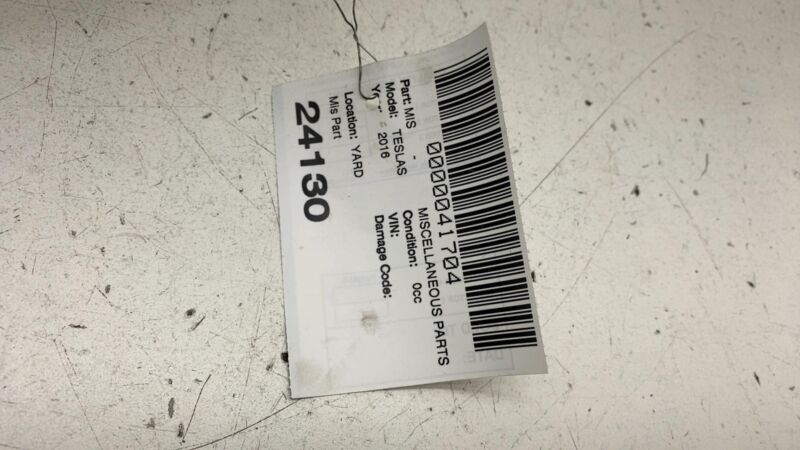 0000041704
Part: MIS - MISCELLANEOUS PARTS
Model: TESLAS Condition: 0cc
2016 VIN:
Damage Code:
Location: YARD
Mis Part
24130